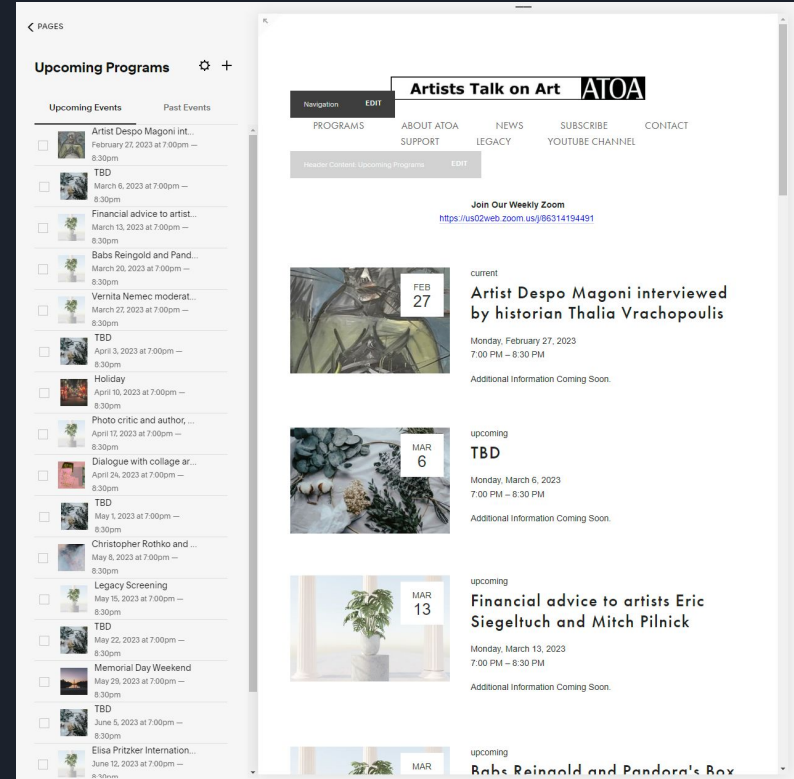 PAGES
Upcoming Programs
Upcoming Events
Past Events
Artist Despo Magoni int...
February 27, 2023 at 7:00pm —
8:30pm
TBD
March 6, 2023 at 7:00pm —
8:30pm
Financial advice to artist...
March 13, 2023 at 7:00pm —
8:30pm
Babs Reingold and Pand...
March 20, 2023 at 7:00pm —
8:30pm
Vernita Nemec moderat...
March 27, 2023 at 7:00pm —
8:30pm
TBD
April 3, 2023 at 7:00pm —
8:30pm
Holiday
April 10, 2023 at 7:00pm —
8:30pm
Photo critic and author, ...
April 17, 2023 at 7:00pm —
8:30pm
Dialogue with collage ar...
April 24, 2023 at 7:00pm —
8:30pm
TBD
May 1, 2023 at 7:00pm —
8:30pm
Christopher Rothko and ...
May 8, 2023 at 7:00pm —
8:30pm
Legacy Screening
May 15, 2023 at 7:00pm —
8:30pm
TBD
May 22, 2023 at 7:00pm —
8:30pm
Memorial Day Weekend
May 29, 2023 at 7:00pm —
8:30pm
TBD
June 5, 2023 at 7:00pm —
8:30pm
Elisa Pritzker Internation...
June 12, 2023 at 7:00pm —
8:30pm
Artists Talk on Art ATOA
Navigation EDIT
PROGRAMS ABOUT ATOA NEWS SUBSCRIBE CONTACT
SUPPORT LEGACY YOUTUBE CHANNEL
Header Content: Upcoming Programs EDIT
Join Our Weekly Zoom
https://us02web.zoom.us/j/86314194491
FEB
27
current
Artist Despo Magoni interviewed
by historian Thalia Vrachopoulis
Monday, February 27, 2023
7:00 PM – 8:30 PM
Additional Information Coming Soon.
MAR
6
upcoming
TBD
Monday, March 6, 2023
7:00 PM – 8:30 PM
Additional Information Coming Soon.
MAR
13
upcoming
Financial advice to artists Eric
Siegeltuch and Mitch Pilnick
Monday, March 13, 2023
7:00 PM – 8:30 PM
Additional Information Coming Soon.
MAR
upcoming
Babs Reingold and Pandora's Box